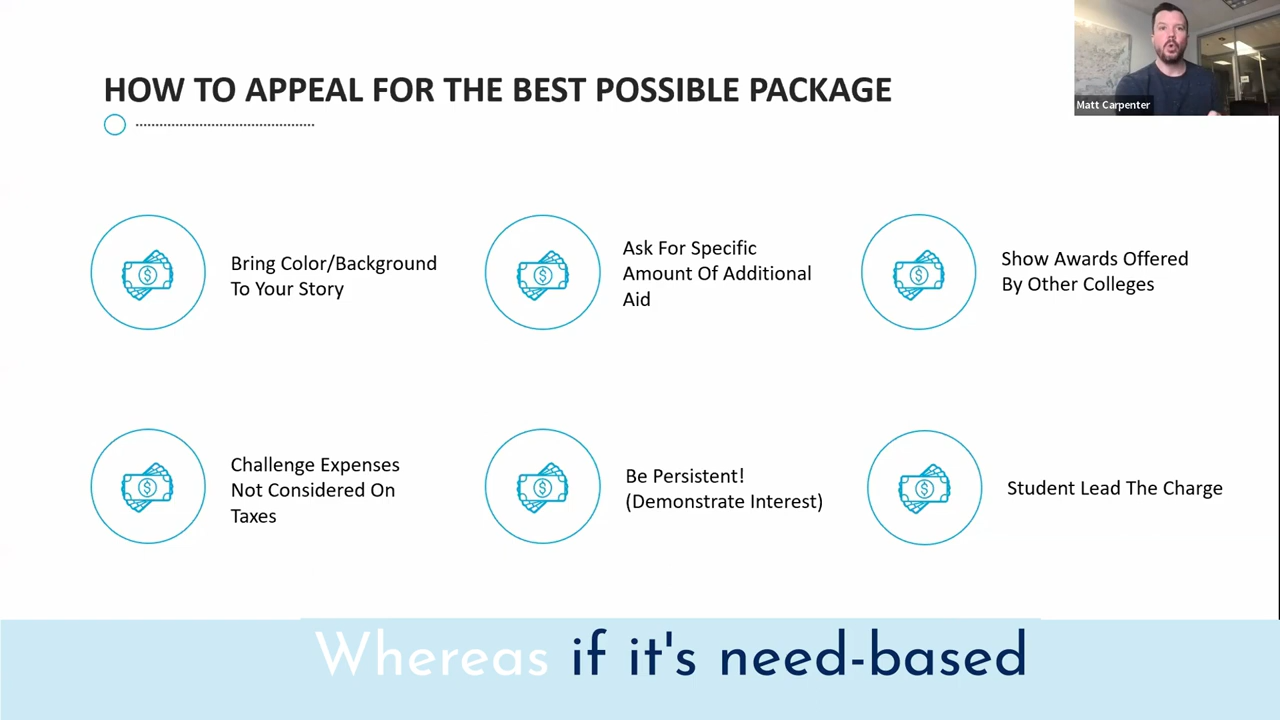 HOW TO APPEAL FOR THE BEST POSSIBLE PACKAGE
Matt Carpenter
Bring Color/Background
To Your Story
Ask For Specific
Amount Of Additional
Aid
Show Awards Offered
By Other Colleges
Challenge Expenses
Not Considered On
Taxes
Be Persistent!
(Demonstrate Interest)
Student Lead The Charge
Whereas if it's need-based